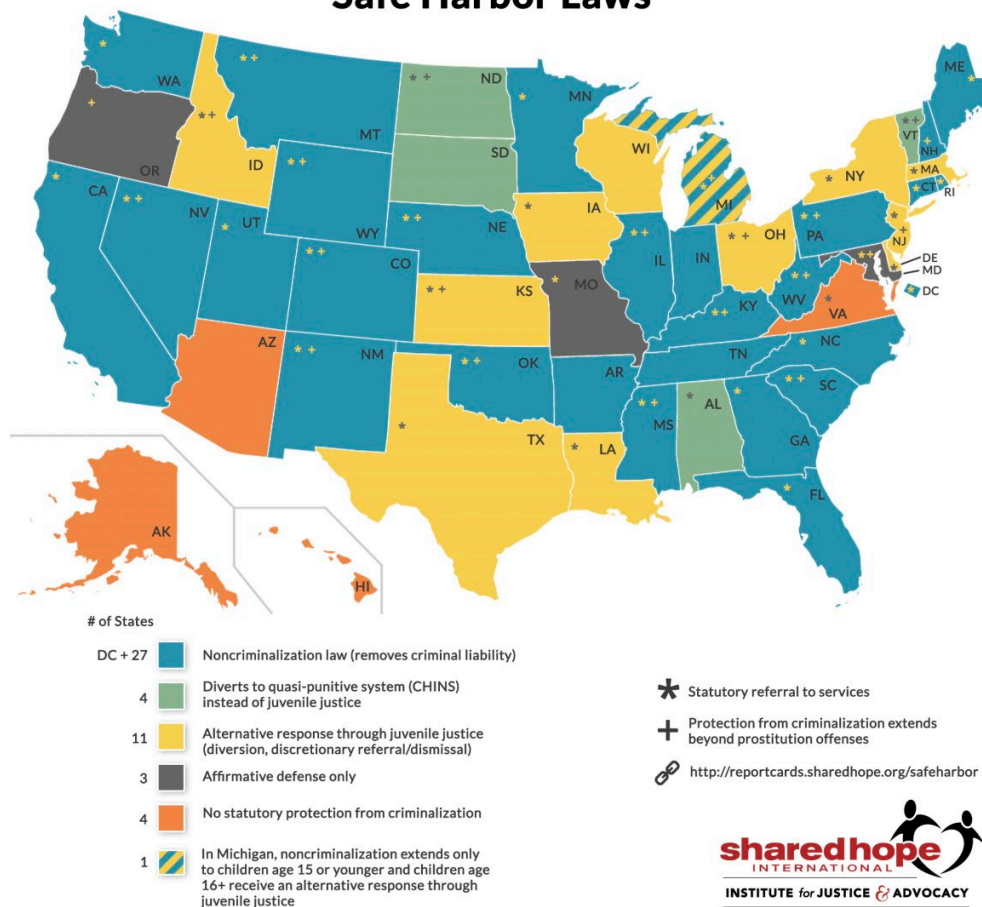 Safe Harbor Laws
WA
MT
ND
MN
ME
OR
ID
SD
WI
VT
NH
MA
NY
CT
RI
CA
NV
UT
WY
NE
IA
MI
PA
NJ
CO
IL
IN
OH
DE
MD
DC
KS
MO
KY
WV
VA
AZ
NM
OK
AR
TN
NC
SC
TX
LA
MS
AL
GA
FL
AK
HI
# of States
DC + 27 Noncriminalization law (removes criminal liability)
4 Diverts to quasi-punitive system (CHINS)
instead of juvenile justice
11 Alternative response through juvenile justice
(diversion, discretionary referral/dismissal)
3 Affirmative defense only
4 No statutory protection from criminalization
1 In Michigan, noncriminalization extends only
to children age 15 or younger and children age
16+ receive an alternative response through
juvenile justice
* Statutory referral to services
+ Protection from criminalization extends
beyond prostitution offenses
http://reportcards.sharedhope.org/safeharbor
sharedhope
INTERNATIONAL
INSTITUTE for JUSTICE & ADVOCACY